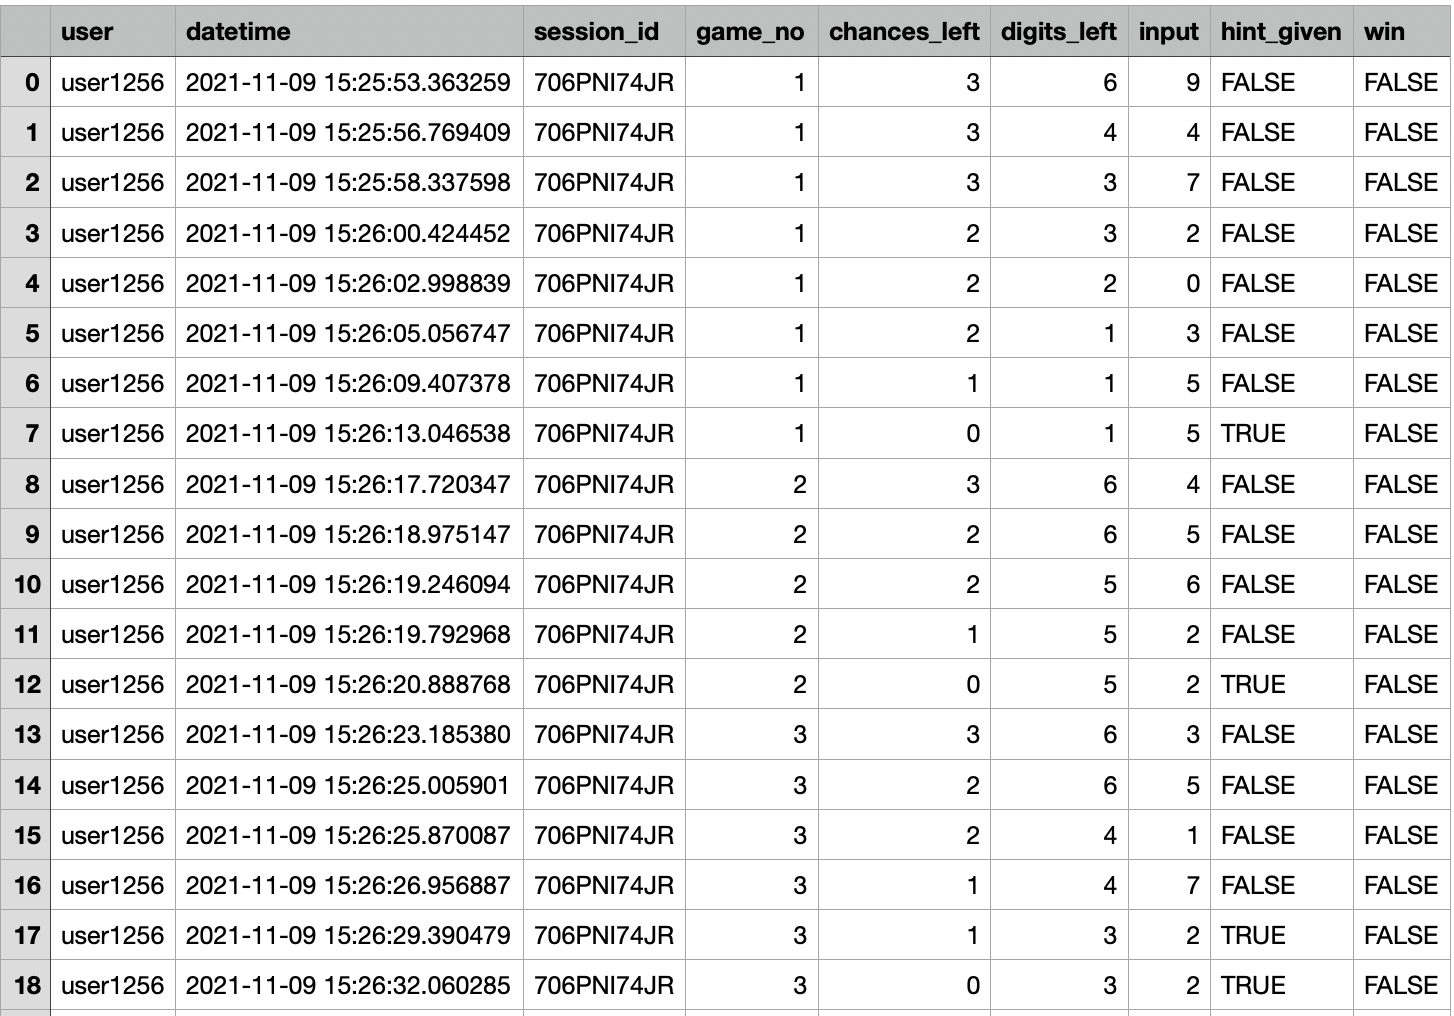 user datetime session_id game_no chances_left digits_left input hint_given win
0 user1256 2021-11-09 15:25:53.363259 706PNI74JR 1 3 6 9 FALSE FALSE
1 user1256 2021-11-09 15:25:56.769409 706PNI74JR 1 3 4 4 FALSE FALSE
2 user1256 2021-11-09 15:25:58.337598 706PNI74JR 1 3 3 7 FALSE FALSE
3 user1256 2021-11-09 15:26:00.424452 706PNI74JR 1 2 3 2 FALSE FALSE
4 user1256 2021-11-09 15:26:02.998839 706PNI74JR 1 2 2 0 FALSE FALSE
5 user1256 2021-11-09 15:26:05.056747 706PNI74JR 1 2 1 3 FALSE FALSE
6 user1256 2021-11-09 15:26:09.407378 706PNI74JR 1 1 1 5 FALSE FALSE
7 user1256 2021-11-09 15:26:13.046538 706PNI74JR 1 0 1 5 TRUE FALSE
8 user1256 2021-11-09 15:26:17.720347 706PNI74JR 2 3 6 4 FALSE FALSE
9 user1256 2021-11-09 15:26:18.975147 706PNI74JR 2 2 6 5 FALSE FALSE
10 user1256 2021-11-09 15:26:19.246094 706PNI74JR 2 2 5 6 FALSE FALSE
11 user1256 2021-11-09 15:26:19.792968 706PNI74JR 2 1 5 2 FALSE FALSE
12 user1256 2021-11-09 15:26:20.888768 706PNI74JR 2 0 5 2 TRUE FALSE
13 user1256 2021-11-09 15:26:23.185380 706PNI74JR 3 3 6 3 FALSE FALSE
14 user1256 2021-11-09 15:26:25.005901 706PNI74JR 3 2 6 5 FALSE FALSE
15 user1256 2021-11-09 15:26:25.870087 706PNI74JR 3 2 4 1 FALSE FALSE
16 user1256 2021-11-09 15:26:26.956887 706PNI74JR 3 1 4 7 FALSE FALSE
17 user1256 2021-11-09 15:26:29.390479 706PNI74JR 3 1 3 2 TRUE FALSE
18 user1256 2021-11-09 15:26:32.060285 706PNI74JR 3 0 3 2 TRUE FALSE